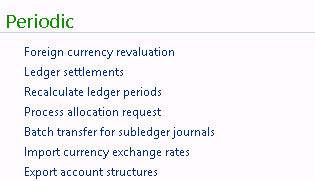 Periodic
Foreign currency revaluation
Ledger settlements
Recalculate ledger periods
Process allocation request
Batch transfer for subledger journals
Import currency exchange rates
Export account structures